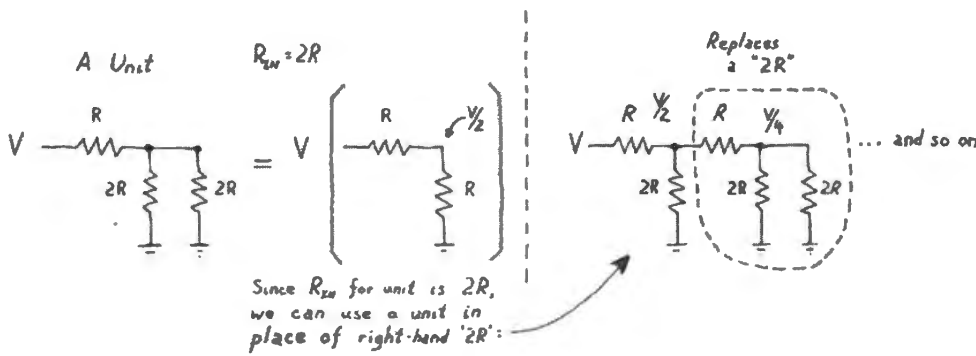 A Unit
R_IN = 2R
R
V
2R
2R
=
V
R
V/2
R
Since R_IN for unit is 2R,
we can use a unit in
place of right-hand '2R':
Replaces
a "2R"
R
V/2
R
V/4
V
2R
2R
2R
... and so on